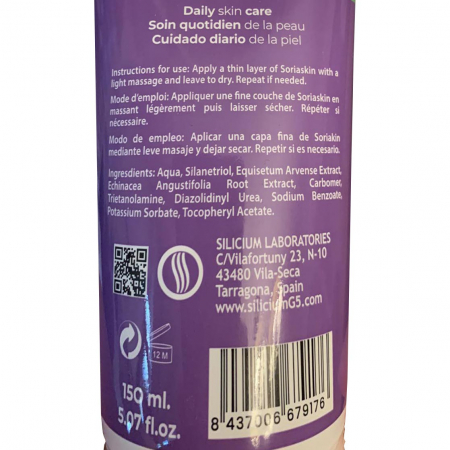 Daily skin care
Soin quotidien de la peau
Cuidado diario de la piel
Instructions for use: Apply a thin layer of Soriaskin with a
light massage and leave to dry. Repeat if necessary.
Mode d'emploi: Appliquer une fine couche de Soriaskin en
massant légérement puis laisser sécher. Répéter si
nécessaire.
Modo de empleo: Aplicar una capa fina de Soriakin
mediante leve masaje y dejar secar. Repetir si es necesario.
Ingredients: Aqua, Silanetriol, Equisetum Arvense Extract,
Echinacea Angustifolia Root Extract, Carbomer,
Trietanolamine, Diazolidinyl Urea, Sodium Benzoate,
Potassium Sorbate, Tocopheryl Acetate.
SILICIUM LABORATORIES
C/Vilafortuny 23, N-10
43480 Vila-Seca
Tarragona, Spain
www.siliciumG5.com
12 M
150 ml.
5.07 fl.oz.
8 437006 679176